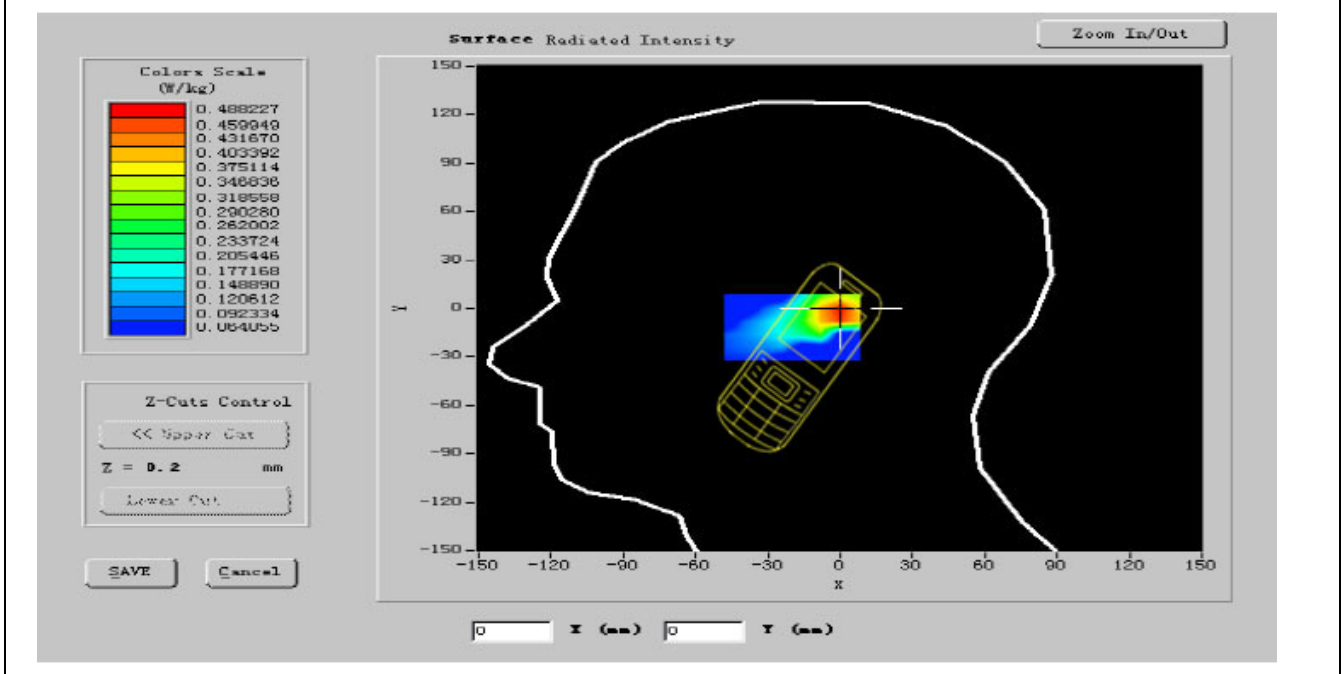 Surface Radiated Intensity
Zoom In/Out
Colors Scale
(W/kg)
0.488227
0.459949
0.431670
0.403392
0.375114
0.346836
0.318558
0.290280
0.262002
0.233724
0.205446
0.177168
0.148890
0.120612
0.092334
0.064055
150
120
90
60
30
0
-30
-60
-90
-120
-150
Y
-150 -120 -90 -60 -30 0 30 60 90 120 150
X
Z-Cuts Control
<< Upper Cut
Z = 0.2 mm
Lower Cut
SAVE Cancel
0 X (mm) 0 Y (mm)